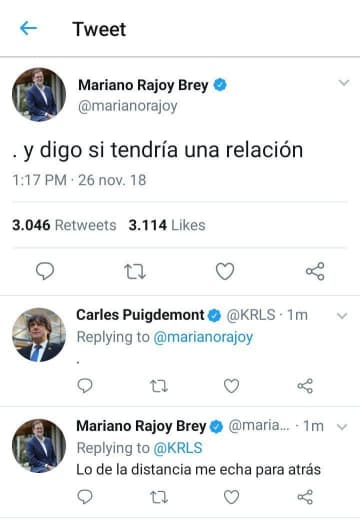 Tweet
Mariano Rajoy Brey
@marianorajoy
. y digo si tendría una relación
1:17 PM · 26 nov. 18
3.046 Retweets 3.114 Likes
Carles Puigdemont @KRLS · 1m
Replying to @marianorajoy
.
Mariano Rajoy Brey @maria... · 1m
Replying to @KRLS
Lo de la distancia me echa para atrás